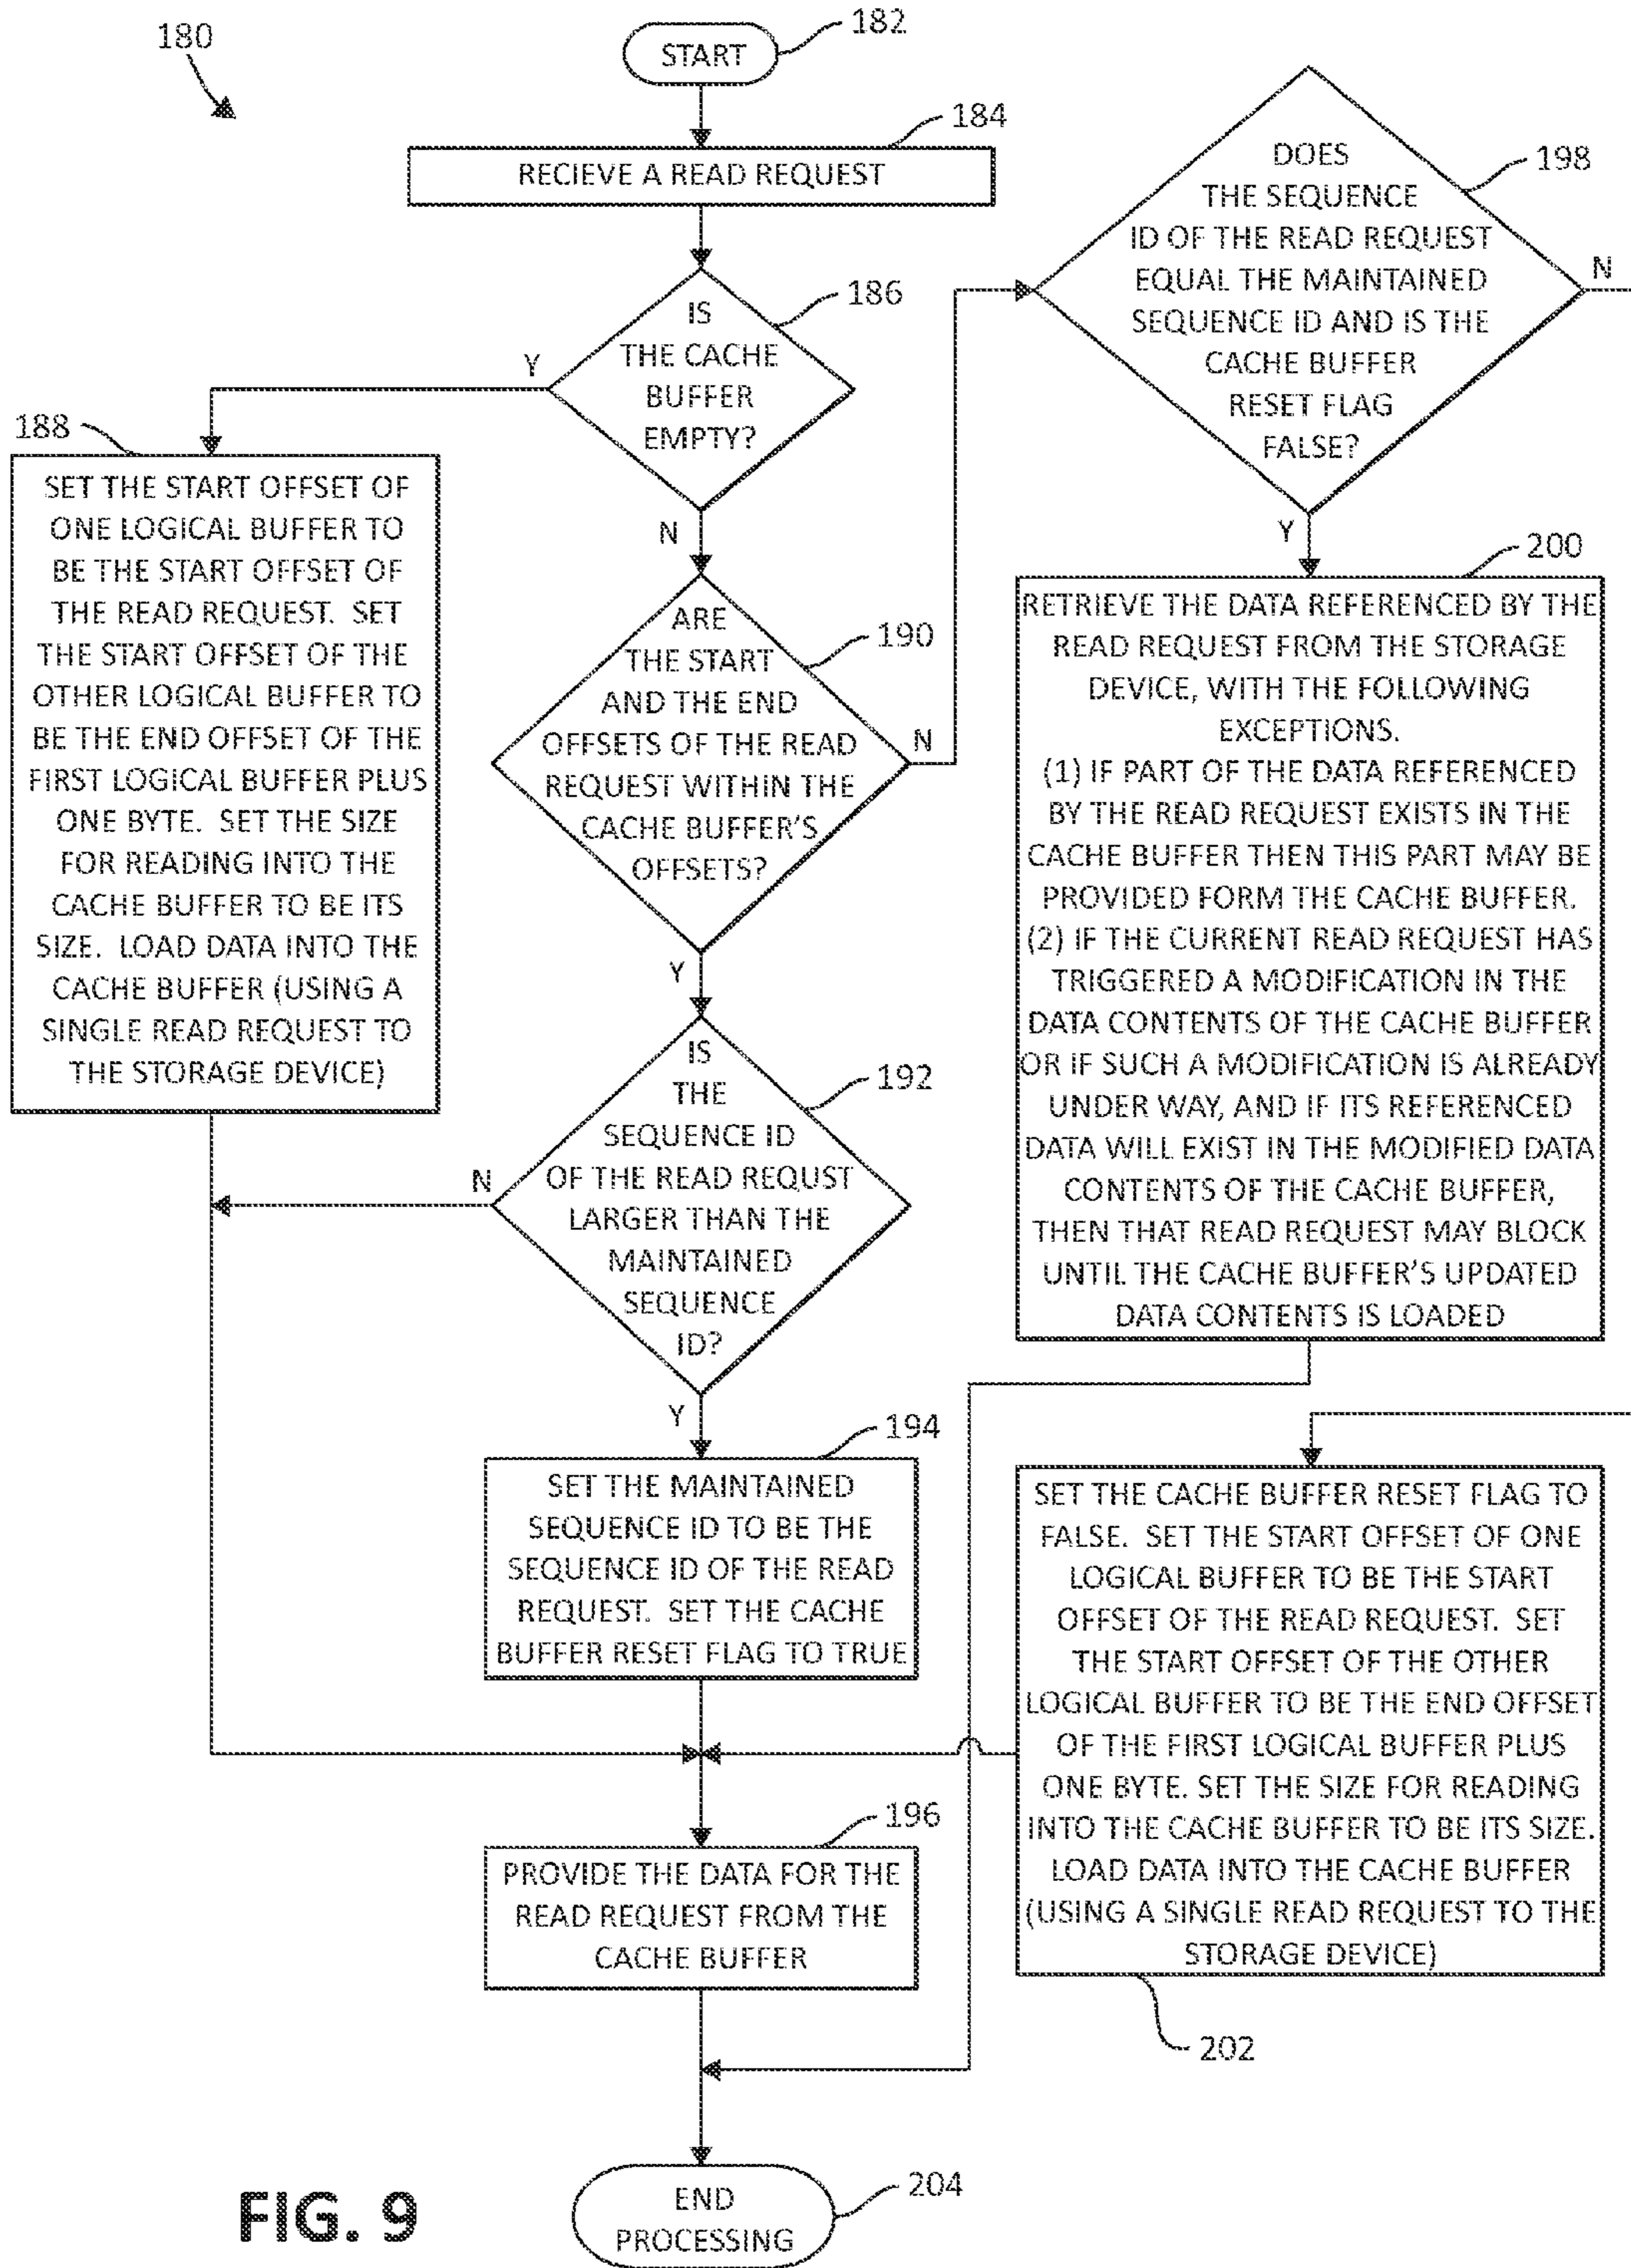 180
START
182
RECIEVE A READ REQUEST
184
IS
THE CACHE
BUFFER
EMPTY?
186
Y
N
188
SET THE START OFFSET OF
ONE LOGICAL BUFFER TO
BE THE START OFFSET OF
THE READ REQUEST. SET
THE START OFFSET OF THE
OTHER LOGICAL BUFFER TO
BE THE END OFFSET OF THE
FIRST LOGICAL BUFFER PLUS
ONE BYTE. SET THE SIZE
FOR READING INTO THE
CACHE BUFFER TO BE ITS
SIZE. LOAD DATA INTO THE
CACHE BUFFER (USING A
SINGLE READ REQUEST TO
THE STORAGE DEVICE)
ARE
THE START
AND THE END
OFFSETS OF THE READ
REQUEST WITHIN THE
CACHE BUFFER'S
OFFSETS?
190
N
Y
IS
THE
SEQUENCE ID
OF THE READ REQUST
LARGER THAN THE
MAINTAINED
SEQUENCE
ID?
192
N
Y
194
SET THE MAINTAINED
SEQUENCE ID TO BE THE
SEQUENCE ID OF THE READ
REQUEST. SET THE CACHE
BUFFER RESET FLAG TO TRUE
196
PROVIDE THE DATA FOR THE
READ REQUEST FROM THE
CACHE BUFFER
DOES
THE SEQUENCE
ID OF THE READ REQUEST
EQUAL THE MAINTAINED
SEQUENCE ID AND IS THE
CACHE BUFFER
RESET FLAG
FALSE?
198
N
Y
200
RETRIEVE THE DATA REFERENCED BY THE
READ REQUEST FROM THE STORAGE
DEVICE, WITH THE FOLLOWING
EXCEPTIONS.
(1) IF PART OF THE DATA REFERENCED
BY THE READ REQUEST EXISTS IN THE
CACHE BUFFER THEN THIS PART MAY BE
PROVIDED FORM THE CACHE BUFFER.
(2) IF THE CURRENT READ REQUEST HAS
TRIGGERED A MODIFICATION IN THE
DATA CONTENTS OF THE CACHE BUFFER
OR IF SUCH A MODIFICATION IS ALREADY
UNDER WAY, AND IF ITS REFERENCED
DATA WILL EXIST IN THE MODIFIED DATA
CONTENTS OF THE CACHE BUFFER,
THEN THAT READ REQUEST MAY BLOCK
UNTIL THE CACHE BUFFER'S UPDATED
DATA CONTENTS IS LOADED
SET THE CACHE BUFFER RESET FLAG TO
FALSE. SET THE START OFFSET OF ONE
LOGICAL BUFFER TO BE THE START
OFFSET OF THE READ REQUEST. SET
THE START OFFSET OF THE OTHER
LOGICAL BUFFER TO BE THE END OFFSET
OF THE FIRST LOGICAL BUFFER PLUS
ONE BYTE. SET THE SIZE FOR READING
INTO THE CACHE BUFFER TO BE ITS SIZE.
LOAD DATA INTO THE CACHE BUFFER
(USING A SINGLE READ REQUEST TO THE
STORAGE DEVICE)
202
END
PROCESSING
204
FIG. 9